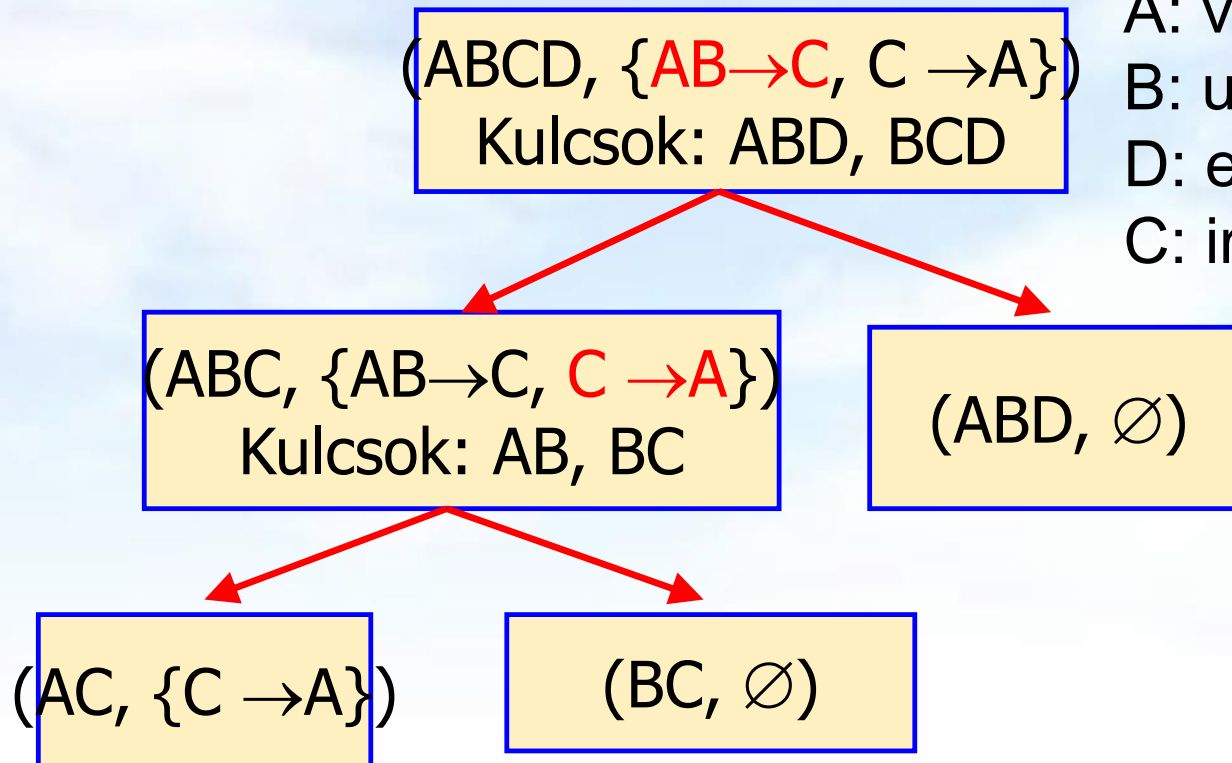 (ABCD, {AB→C, C →A})
Kulcsok: ABD, BCD
A:
B:
D:
C:
(ABC, {AB→C, C →A})
Kulcsok: AB, BC
(ABD, ∅)
(AC, {C →A})
(BC, ∅)